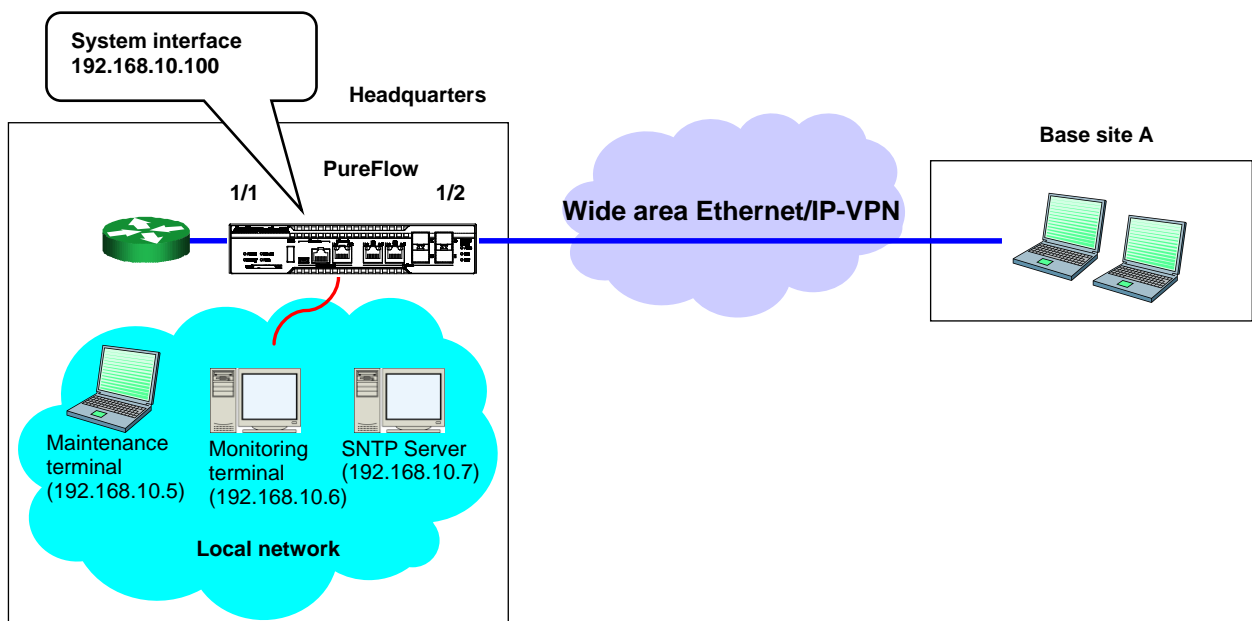 System interface
192.168.10.100
Headquarters
PureFlow
1/1
1/2
Wide area Ethernet/IP-VPN
Base site A
Maintenance
terminal
(192.168.10.5)
Monitoring
terminal
(192.168.10.6)
SNTP Server
(192.168.10.7)
Local network